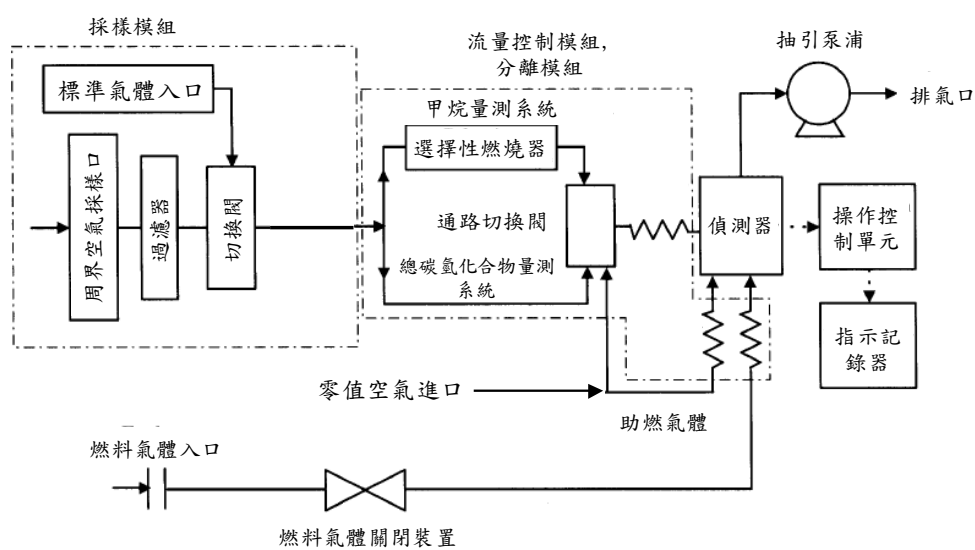 採樣模組
標準氣體入口
周界空氣採樣口
過濾器
切換閥
流量控制模組,
分離模組
甲烷量測系統
選擇性燃燒器
通路切換閥
總碳氫化合物量測
系統
抽引泵浦
排氣口
偵測器
操作控
制單元
指示記
錄器
零值空氣進口
助燃氣體
燃料氣體入口
燃料氣體關閉裝置